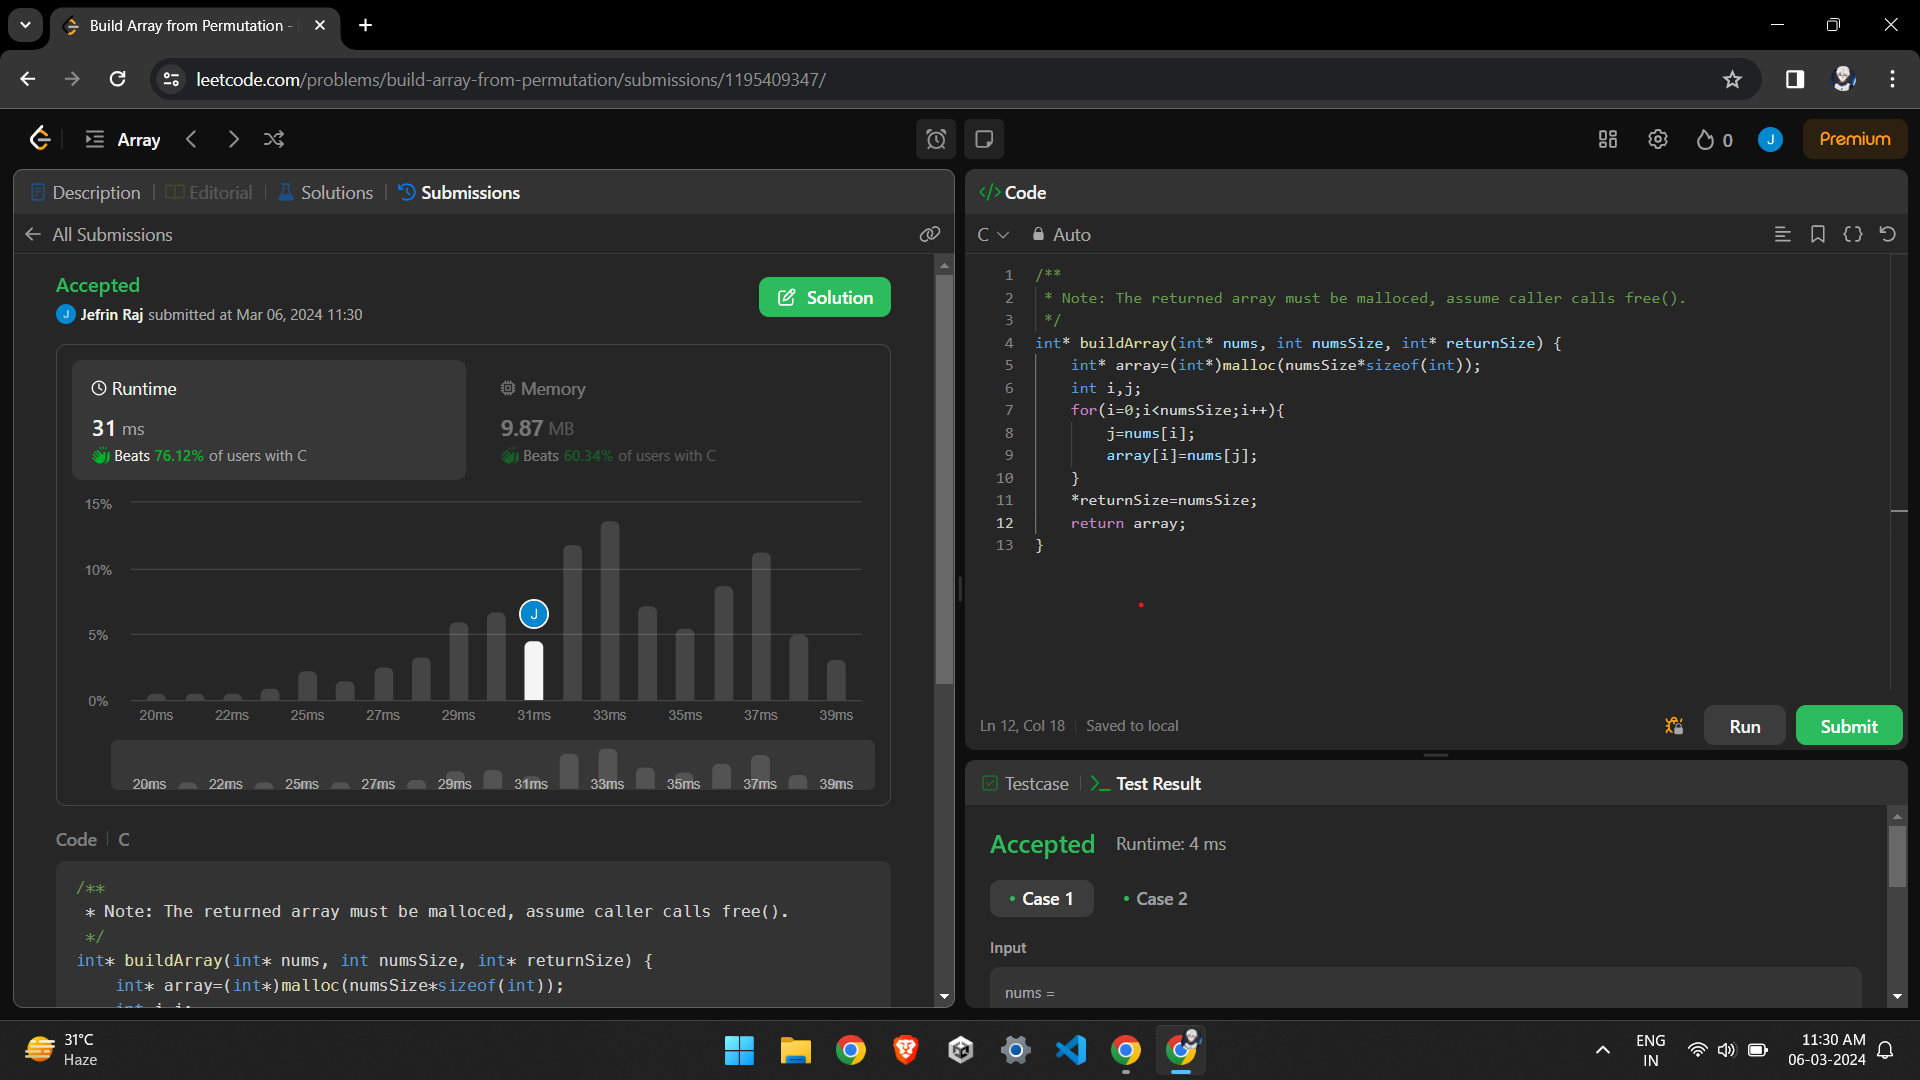 Build Array from Permutation -
leetcode.com/problems/build-array-from-permutation/submissions/1195409347/
Array
0
J
Premium
Description
Editorial
Solutions
Submissions
All Submissions
Accepted
J Jefrin Raj submitted at Mar 06, 2024 11:30
Solution
Runtime
31 ms
Beats 76.12% of users with C
Memory
9.87 MB
Beats 60.34% of users with C
15%
10%
5%
0%
J
20ms 22ms 25ms 27ms 29ms 31ms 33ms 35ms 37ms 39ms
20ms 22ms 25ms 27ms 29ms 31ms 33ms 35ms 37ms 39ms
Code C
/**
* Note: The returned array must be malloced, assume caller calls free().
*/
int* buildArray(int* nums, int numsSize, int* returnSize) {
int* array=(int*)malloc(numsSize*sizeof(int));
</> Code
C
Auto
1 /**
2 * Note: The returned array must be malloced, assume caller calls free().
3 */
4 int* buildArray(int* nums, int numsSize, int* returnSize) {
5 int* array=(int*)malloc(numsSize*sizeof(int));
6 int i,j;
7 for(i=0;i<numsSize;i++){
8 j=nums[i];
9 array[i]=nums[j];
10 }
11 *returnSize=numsSize;
12 return array;
13 }
Ln 12, Col 18 Saved to local
Run
Submit
Testcase
Test Result
Accepted Runtime: 4 ms
Case 1
Case 2
Input
nums =
31°C
Haze
ENG
IN
11:30 AM
06-03-2024